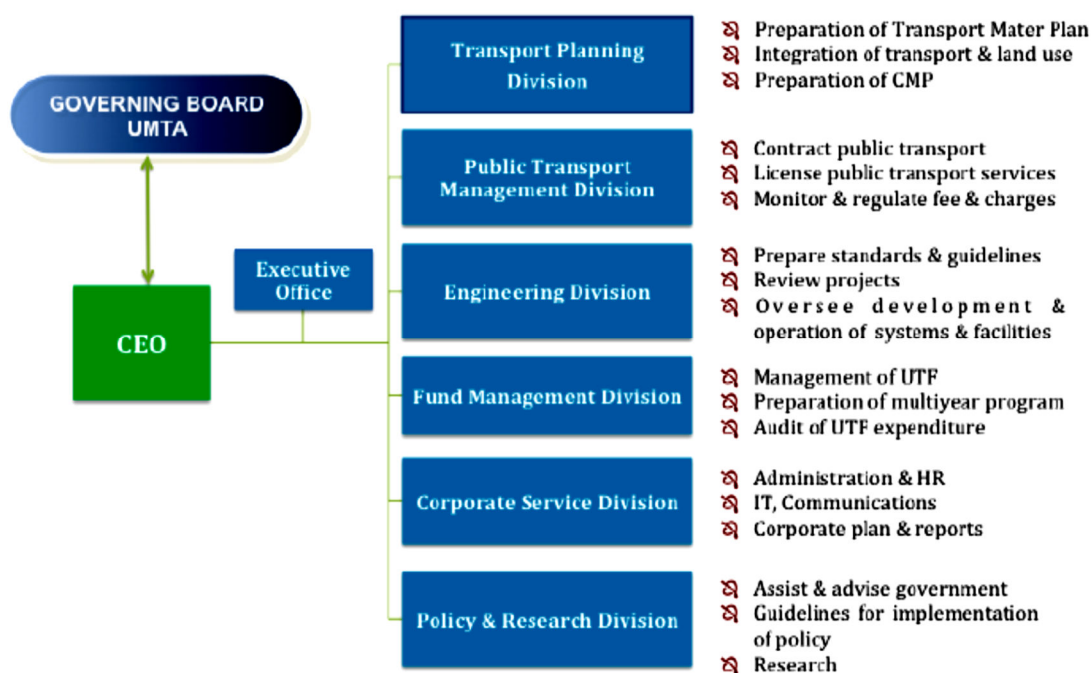 GOVERNING BOARD
UMTA
CEO
Executive
Office
Transport Planning
Division
Preparation of Transport Mater Plan
Integration of transport & land use
Preparation of CMP
Public Transport
Management Division
Contract public transport
License public transport services
Monitor & regulate fee & charges
Engineering Division
Prepare standards & guidelines
Review projects
Oversee development &
operation of systems & facilities
Fund Management Division
Management of UTF
Preparation of multiyear program
Audit of UTF expenditure
Corporate Service Division
Administration & HR
IT, Communications
Corporate plan & reports
Policy & Research Division
Assist & advise government
Guidelines for implementation
of policy
Research